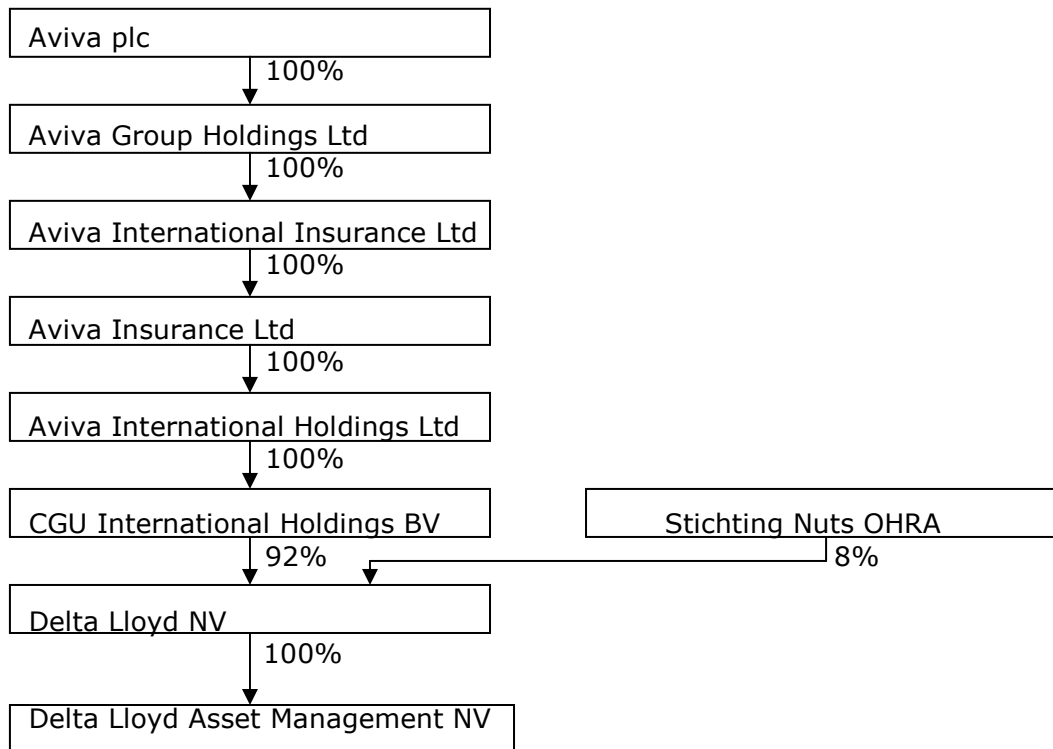 Aviva plc
100%
Aviva Group Holdings Ltd
100%
Aviva International Insurance Ltd
100%
Aviva Insurance Ltd
100%
Aviva International Holdings Ltd
100%
CGU International Holdings BV
Stichting Nuts OHRA
92%
8%
Delta Lloyd NV
100%
Delta Lloyd Asset Management NV